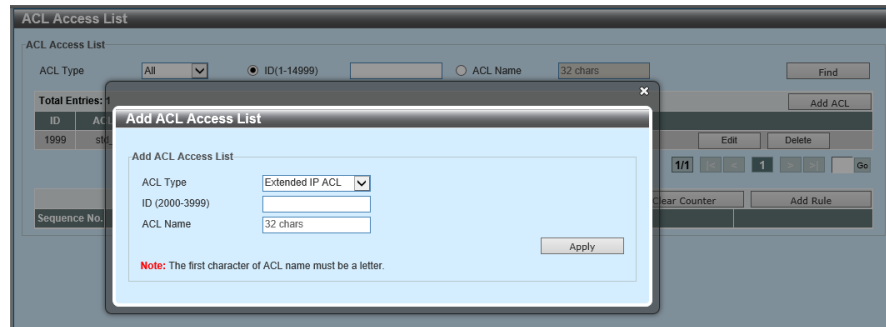 ACL Access List
ACL Access List
ACL Type All ID(1-14999) ACL Name 32 chars Find
Total Entries: 1 Add ACL
ID ACL
1999 std_ Edit Delete
1/1 |< < 1 > >| Go
Clear Counter Add Rule
Sequence No.
×
Add ACL Access List
Add ACL Access List
ACL Type Extended IP ACL
ID (2000-3999)
ACL Name 32 chars
Apply
Note: The first character of ACL name must be a letter.